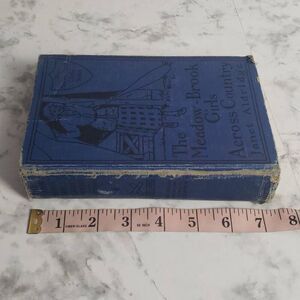 The
Meadow-Brook
Girls
Across Country
Janet Aldridge
1 2 3 4 5 6 7 8